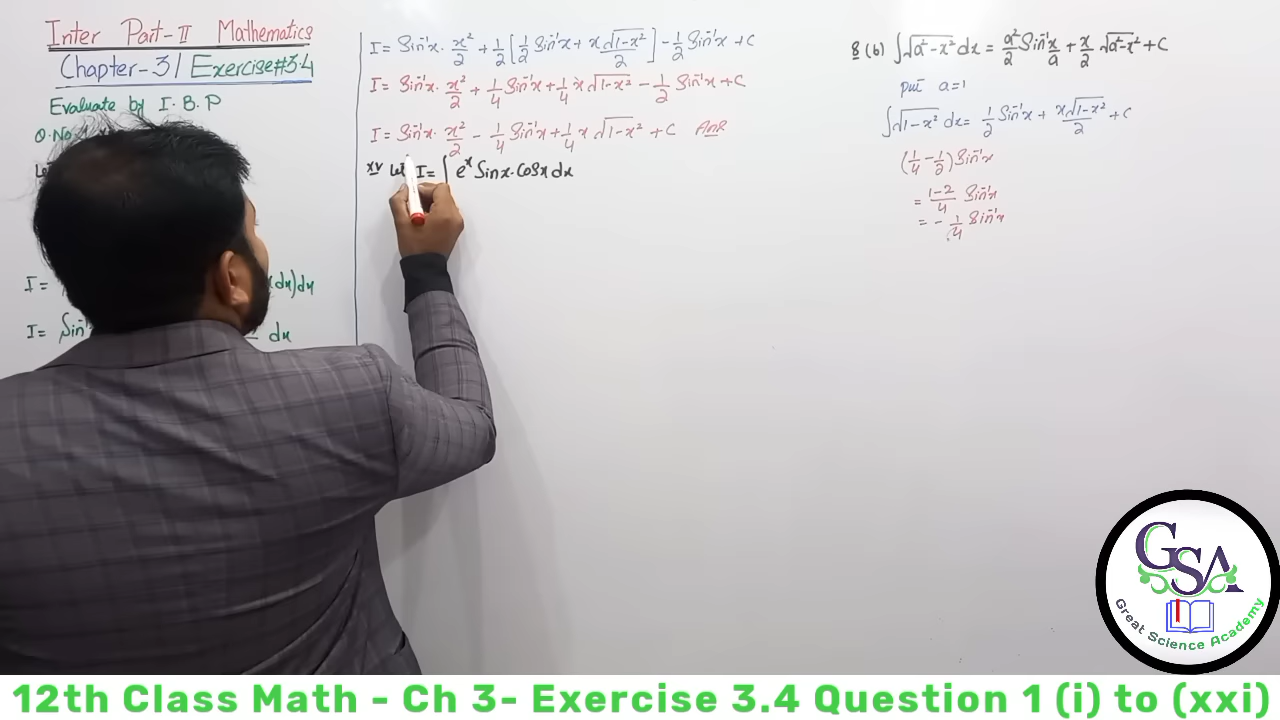 Inter Part-II Mathematics
Chapter-3 / Exercise#3.4
Evaluate by I.B.P
Q.No.1
I=
dx)dx
I= Sin⁻¹
dx
I = Sin⁻¹x · x²/2 + 1/2 [1/2 Sin⁻¹x + x√(1-x²)/2] - 1/2 Sin⁻¹x + C
I = Sin⁻¹x · x²/2 + 1/4 Sin⁻¹x + 1/4 x √(1-x²) - 1/2 Sin⁻¹x + C
I = Sin⁻¹x · x²/2 - 1/4 Sin⁻¹x + 1/4 x √(1-x²) + C Ans
xv Let I = ∫ eˣ Sinx·Cosx dx
8 (b) ∫√(a²-x²) dx = a²/2 Sin⁻¹ x/a + x/2 √(a²-x²) + C
put a=1
∫√(1-x²) dx = 1/2 Sin⁻¹x + x√(1-x²)/2 + C
(1/4 - 1/2) Sin⁻¹x
= 1-2/4 Sin⁻¹x
= - 1/4 Sin⁻¹x
GSA
Great Science Academy
12th Class Math - Ch 3- Exercise 3.4 Question 1 (i) to (xxi)